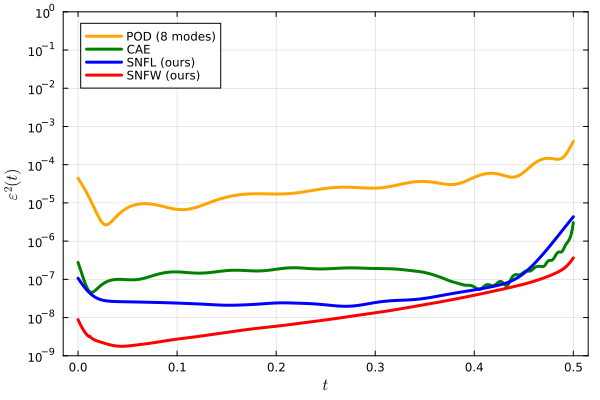 10⁰
10⁻¹
10⁻²
10⁻³
10⁻⁴
10⁻⁵
10⁻⁶
10⁻⁷
10⁻⁸
10⁻⁹
ε²(t)
POD (8 modes)
CAE
SNFL (ours)
SNFW (ours)
0.0 0.1 0.2 0.3 0.4 0.5
t